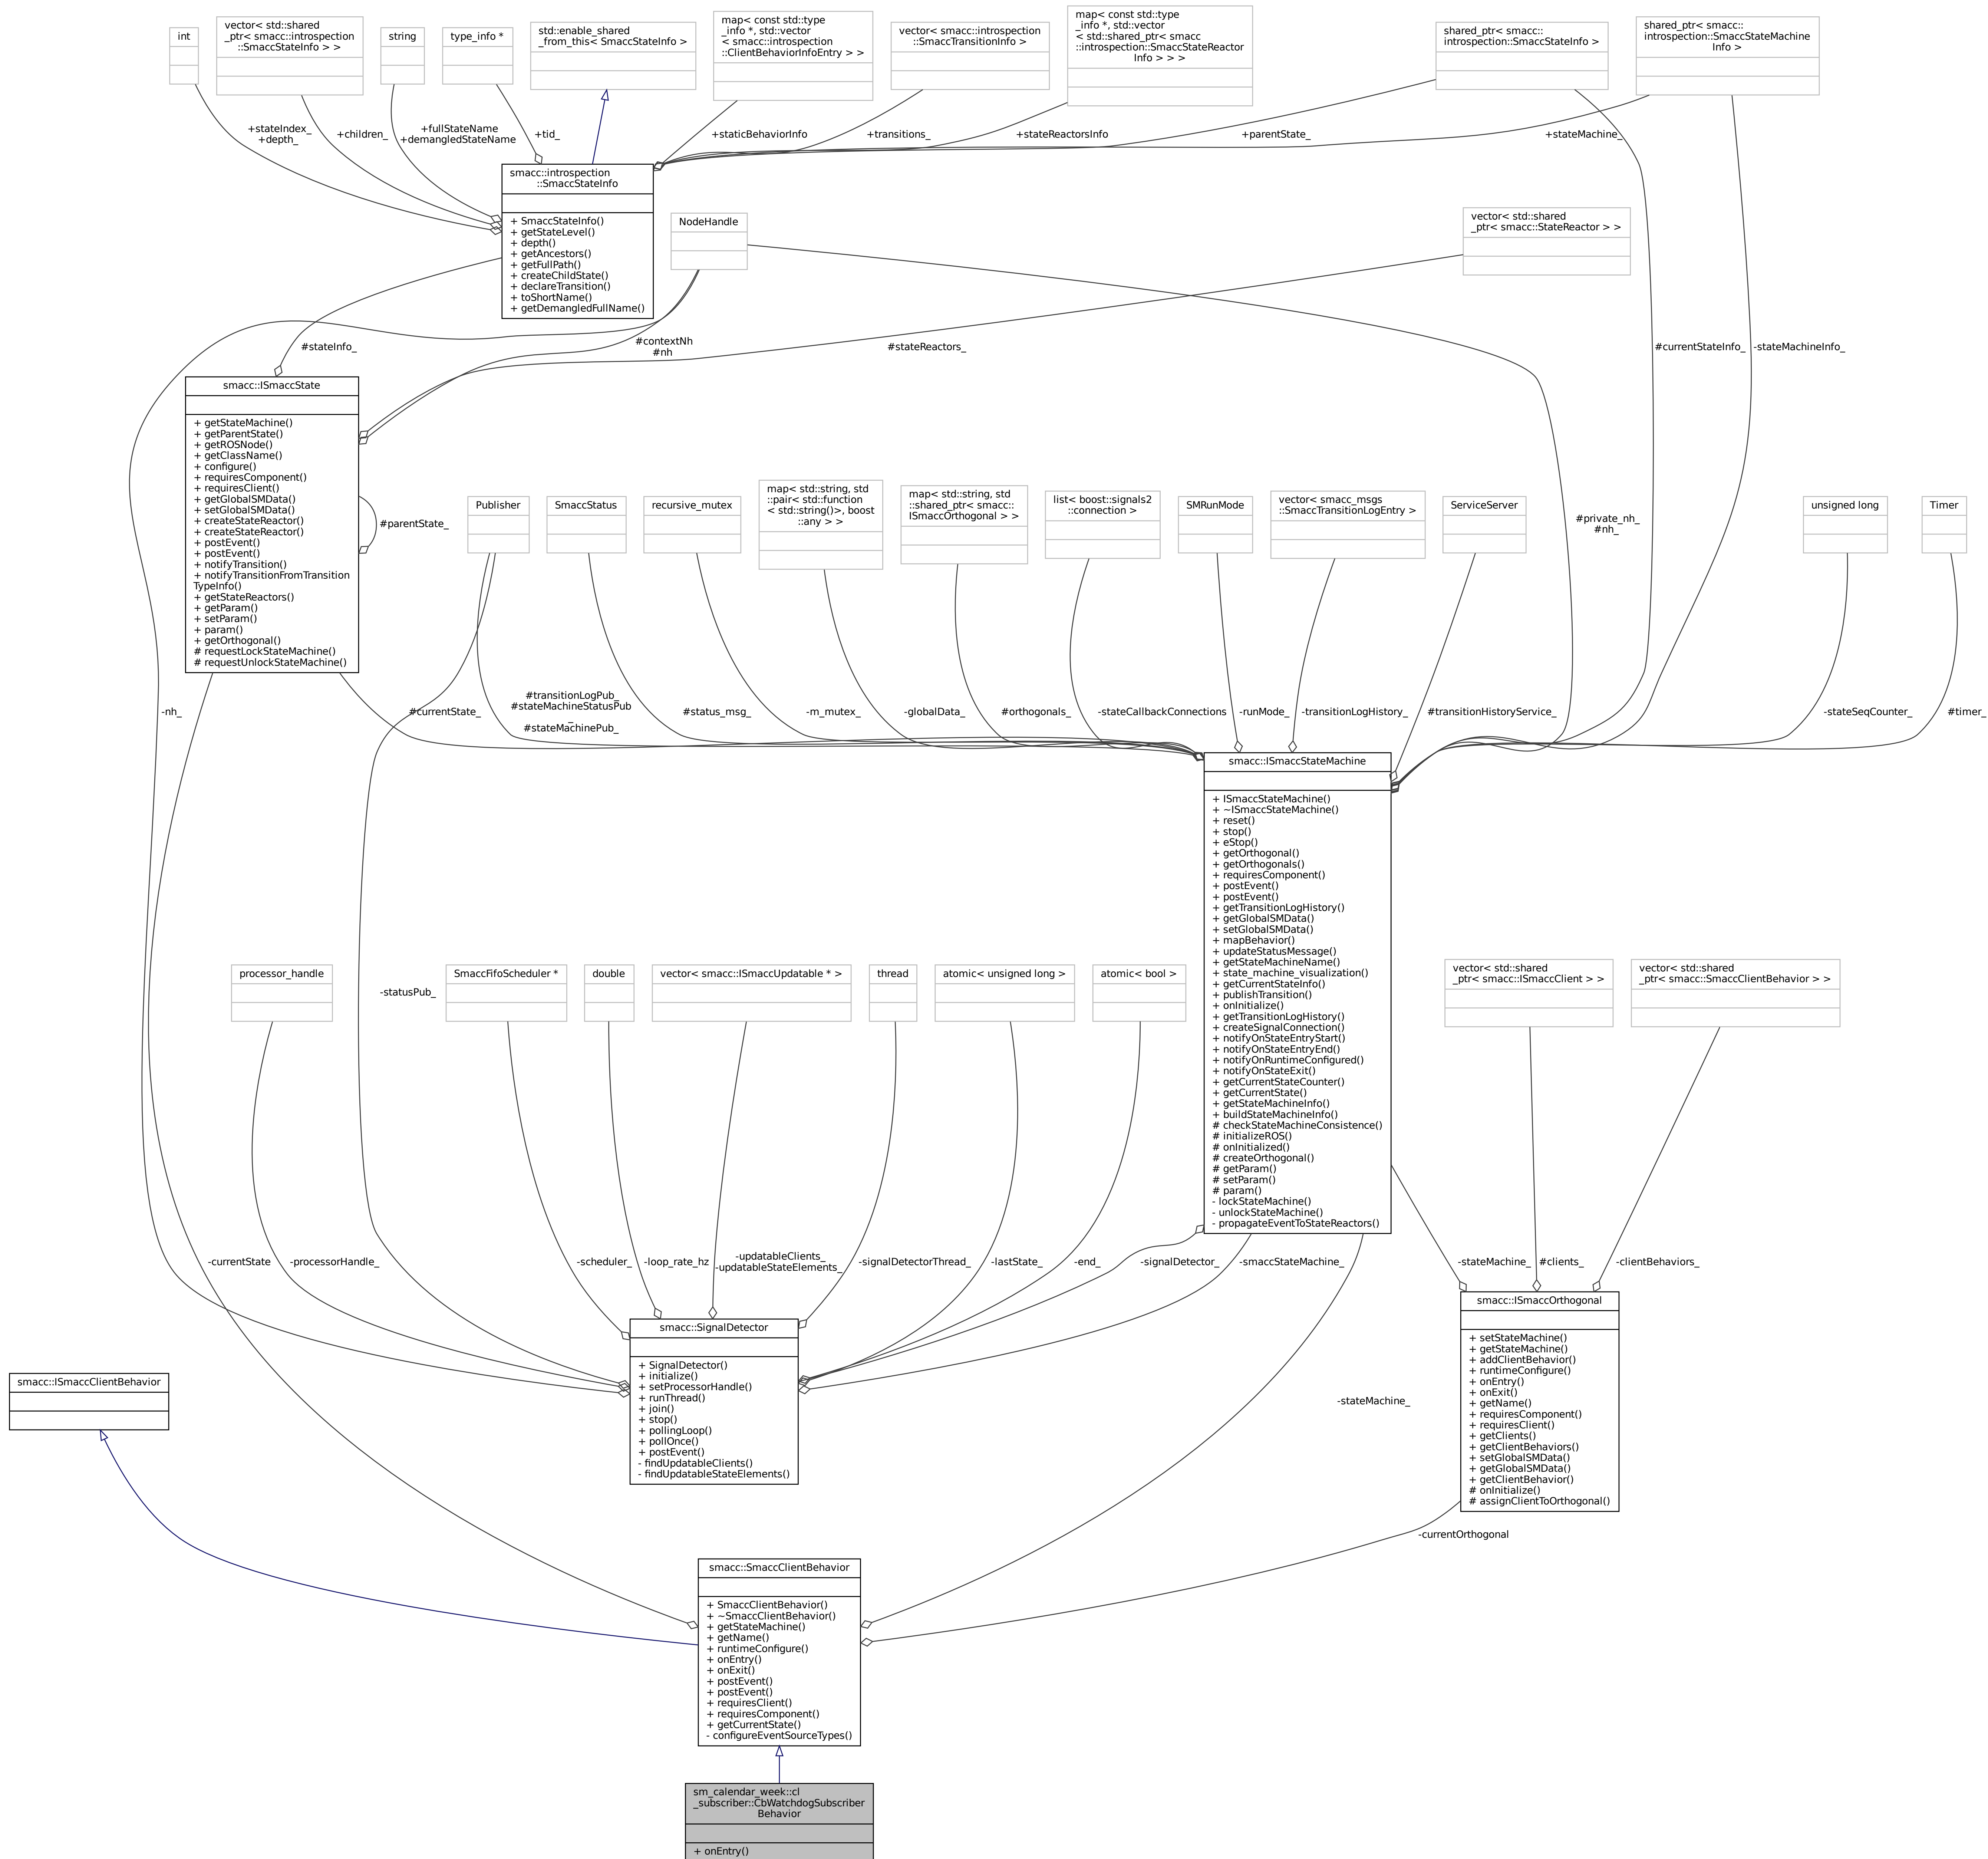 int
vector< std::shared
_ptr< smacc::introspection
::SmaccStateInfo > >
string
type_info *
std::enable_shared
_from_this< SmaccStateInfo >
map< const std::type
_info *, std::vector
< smacc::introspection
::ClientBehaviorInfoEntry > >
vector< smacc::introspection
::SmaccTransitionInfo >
map< const std::type
_info *, std::vector
< std::shared_ptr< smacc
::introspection::SmaccStateReactor
Info > > >
shared_ptr< smacc::
introspection::SmaccStateInfo >
shared_ptr< smacc::
introspection::SmaccStateMachine
Info >
+stateIndex_
+depth_
+children_
+fullStateName
+demangledStateName
+tid_
+staticBehaviorInfo
+transitions_
+stateReactorsInfo
+parentState_
+stateMachine_
smacc::introspection
::SmaccStateInfo
+ SmaccStateInfo()
+ getStateLevel()
+ depth()
+ getAncestors()
+ getFullPath()
+ createChildState()
+ declareTransition()
+ toShortName()
+ getDemangledFullName()
NodeHandle
vector< std::shared
_ptr< smacc::StateReactor > >
#stateInfo_
#contextNh
#nh
#stateReactors_
#currentStateInfo_
-stateMachineInfo_
smacc::ISmaccState
+ getStateMachine()
+ getParentState()
+ getROSNode()
+ getClassName()
+ configure()
+ requiresComponent()
+ requiresClient()
+ getGlobalSMData()
+ setGlobalSMData()
+ createStateReactor()
+ createStateReactor()
+ postEvent()
+ postEvent()
+ notifyTransition()
+ notifyTransitionFromTransition
TypeInfo()
+ getStateReactors()
+ getParam()
+ setParam()
+ param()
+ getOrthogonal()
# requestLockStateMachine()
# requestUnlockStateMachine()
#parentState_
Publisher
SmaccStatus
recursive_mutex
map< std::string, std
::pair< std::function
< std::string()>, boost
::any > >
map< std::string, std
::shared_ptr< smacc::
ISmaccOrthogonal > >
list< boost::signals2
::connection >
SMRunMode
vector< smacc_msgs
::SmaccTransitionLogEntry >
ServiceServer
#private_nh_
#nh_
unsigned long
Timer
-nh_
#currentState_
#transitionLogPub_
#stateMachineStatusPub
_
#stateMachinePub_
#status_msg_
-m_mutex_
-globalData_
#orthogonals_
-stateCallbackConnections
-runMode_
-transitionLogHistory_
#transitionHistoryService_
-stateSeqCounter_
#timer_
smacc::ISmaccStateMachine
+ ISmaccStateMachine()
+ ~ISmaccStateMachine()
+ reset()
+ stop()
+ eStop()
+ getOrthogonal()
+ getOrthogonals()
+ requiresComponent()
+ postEvent()
+ postEvent()
+ getTransitionLogHistory()
+ getGlobalSMData()
+ setGlobalSMData()
+ mapBehavior()
+ updateStatusMessage()
+ getStateMachineName()
+ state_machine_visualization()
+ getCurrentStateInfo()
+ publishTransition()
+ onInitialize()
+ getTransitionLogHistory()
+ createSignalConnection()
+ notifyOnStateEntryStart()
+ notifyOnStateEntryEnd()
+ notifyOnRuntimeConfigured()
+ notifyOnStateExit()
+ getCurrentStateCounter()
+ getCurrentState()
+ getStateMachineInfo()
+ buildStateMachineInfo()
# checkStateMachineConsistence()
# initializeROS()
# onInitialized()
# createOrthogonal()
# getParam()
# setParam()
# param()
- lockStateMachine()
- unlockStateMachine()
- propagateEventToStateReactors()
processor_handle
-statusPub_
SmaccFifoScheduler *
double
vector< smacc::ISmaccUpdatable * >
thread
atomic< unsigned long >
atomic< bool >
vector< std::shared
_ptr< smacc::ISmaccClient > >
vector< std::shared
_ptr< smacc::SmaccClientBehavior > >
-currentState
-processorHandle_
-scheduler_
-loop_rate_hz
-updatableClients_
-updatableStateElements_
-signalDetectorThread_
-lastState_
-end_
-signalDetector_
-smaccStateMachine_
-stateMachine_
#clients_
-clientBehaviors_
smacc::SignalDetector
+ SignalDetector()
+ initialize()
+ setProcessorHandle()
+ runThread()
+ join()
+ stop()
+ pollingLoop()
+ pollOnce()
+ postEvent()
- findUpdatableClients()
- findUpdatableStateElements()
smacc::ISmaccOrthogonal
+ setStateMachine()
+ getStateMachine()
+ addClientBehavior()
+ runtimeConfigure()
+ onEntry()
+ onExit()
+ getName()
+ requiresComponent()
+ requiresClient()
+ getClients()
+ getClientBehaviors()
+ setGlobalSMData()
+ getGlobalSMData()
+ getClientBehavior()
# onInitialize()
# assignClientToOrthogonal()
smacc::ISmaccClientBehavior
-stateMachine_
-currentOrthogonal
smacc::SmaccClientBehavior
+ SmaccClientBehavior()
+ ~SmaccClientBehavior()
+ getStateMachine()
+ getName()
+ runtimeConfigure()
+ onEntry()
+ onExit()
+ postEvent()
+ postEvent()
+ requiresClient()
+ requiresComponent()
+ getCurrentState()
- configureEventSourceTypes()
sm_calendar_week::cl
_subscriber::CbWatchdogSubscriber
Behavior
+ onEntry()